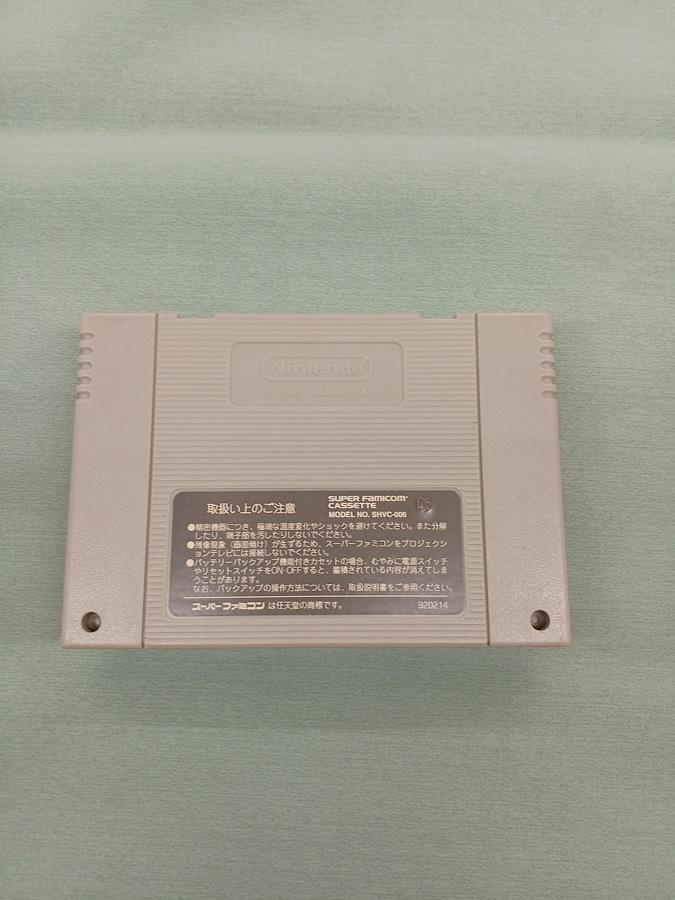 Nintendo
PAT. PEND. MADE IN JAPAN
取扱い上のご注意
SUPER FAMICOM
CASSETTE
MODEL NO. SHVC-006
●精密機器につき、極端な温度変化やショックを避けてください。また分解
したり、端子部を汚したりしないでください。
●残像現象（画面焼け）が生ずるため、スーパーファミコンをプロジェクシ
ョンテレビには接続しないでください。
●バッテリーバックアップ機能付きカセットの場合、むやみに電源スイッチ
やリセットスイッチをON-OFFすると、蓄積されている内容が消えてしま
うことがあります。
なお、バックアップの操作方法については、取扱説明書をご参照ください。
スーパーファミコン は任天堂の商標です。
920214